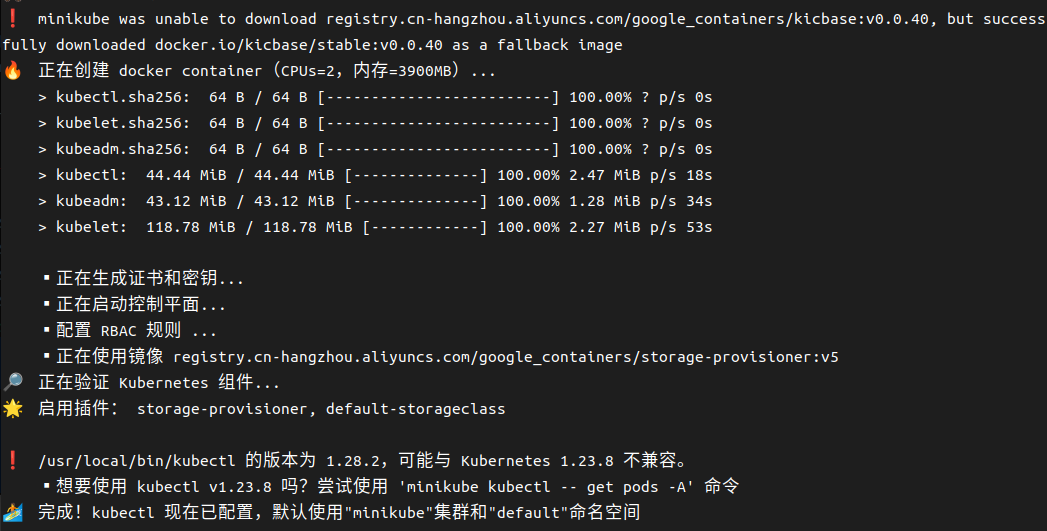 ❗ minikube was unable to download registry.cn-hangzhou.aliyuncs.com/google_containers/kicbase:v0.0.40, but success
fully downloaded docker.io/kicbase/stable:v0.0.40 as a fallback image
🔥 正在创建 docker container（CPUs=2，内存=3900MB）...
> kubectl.sha256:  64 B / 64 B [-------------------------] 100.00% ? p/s 0s
> kubelet.sha256:  64 B / 64 B [-------------------------] 100.00% ? p/s 0s
> kubeadm.sha256:  64 B / 64 B [-------------------------] 100.00% ? p/s 0s
> kubectl:  44.44 MiB / 44.44 MiB [--------------] 100.00% 2.47 MiB p/s 18s
> kubeadm:  43.12 MiB / 43.12 MiB [--------------] 100.00% 1.28 MiB p/s 34s
> kubelet:  118.78 MiB / 118.78 MiB [------------] 100.00% 2.27 MiB p/s 53s
▪ 正在生成证书和密钥...
▪ 正在启动控制平面...
▪ 配置 RBAC 规则 ...
▪ 正在使用镜像 registry.cn-hangzhou.aliyuncs.com/google_containers/storage-provisioner:v5
🔎 正在验证 Kubernetes 组件...
🌟 启用插件： storage-provisioner, default-storageclass
❗ /usr/local/bin/kubectl 的版本为 1.28.2，可能与 Kubernetes 1.23.8 不兼容。
▪ 想要使用 kubectl v1.23.8 吗？尝试使用 'minikube kubectl -- get pods -A' 命令
🏄 完成！kubectl 现在已配置，默认使用"minikube"集群和"default"命名空间